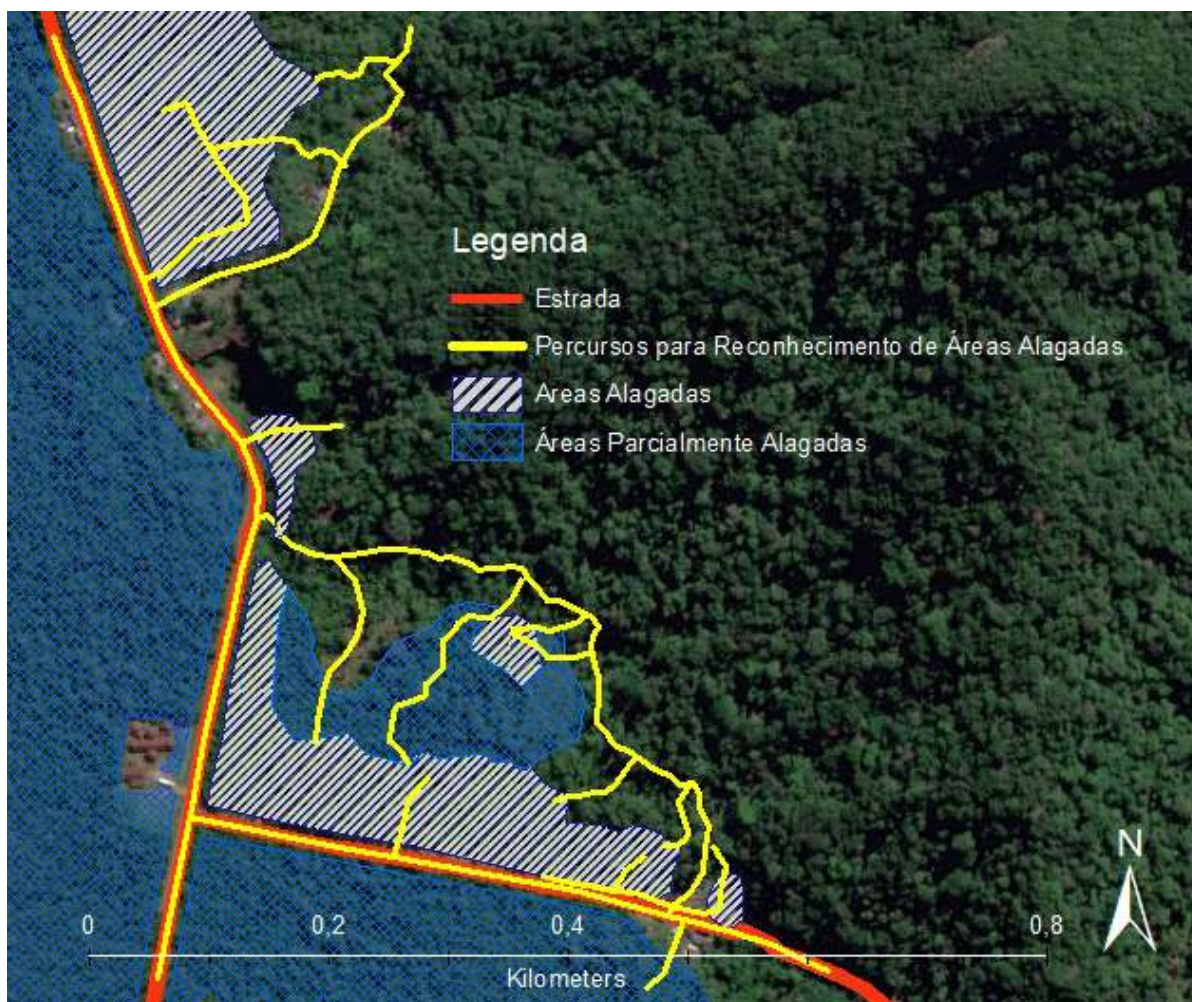 Legenda
Estrada
Percursos para Reconhecimento de Áreas Alagadas
Areas Alagadas
Áreas Parcialmente Alagadas
N
0 0,2 0,4 0,8
Kilometers